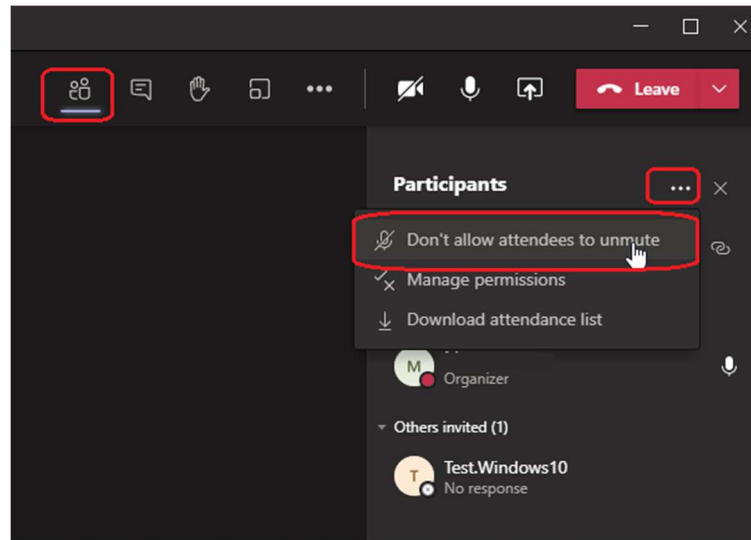 Leave
Participants
Don't allow attendees to unmute
Manage permissions
Download attendance list
M
Organizer
Others invited (1)
T
Test.Windows10
No response